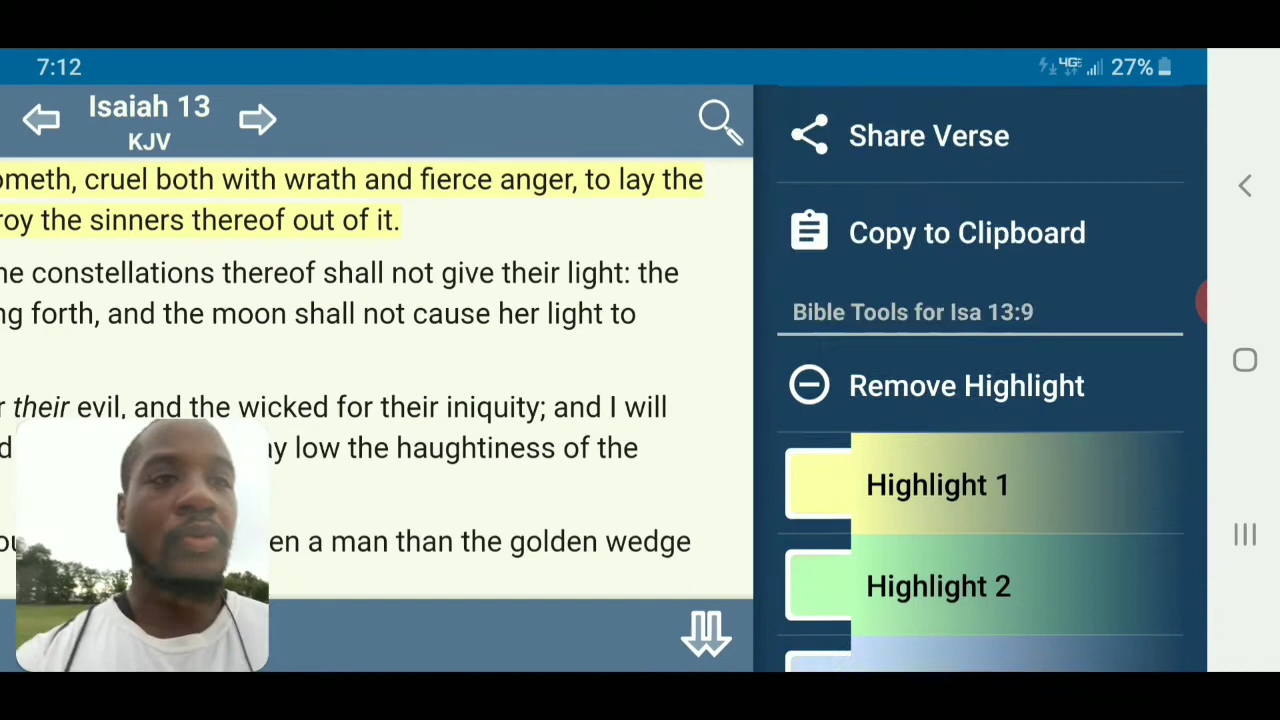 7:12
4GE 27%
Isaiah 13
KJV
ometh, cruel both with wrath and fierce anger, to lay the
roy the sinners thereof out of it.
he constellations thereof shall not give their light: the
ng forth, and the moon shall not cause her light to
r their evil, and the wicked for their iniquity; and I will
ay low the haughtiness of the
en a man than the golden wedge
Share Verse
Copy to Clipboard
Bible Tools for Isa 13:9
Remove Highlight
Highlight 1
Highlight 2